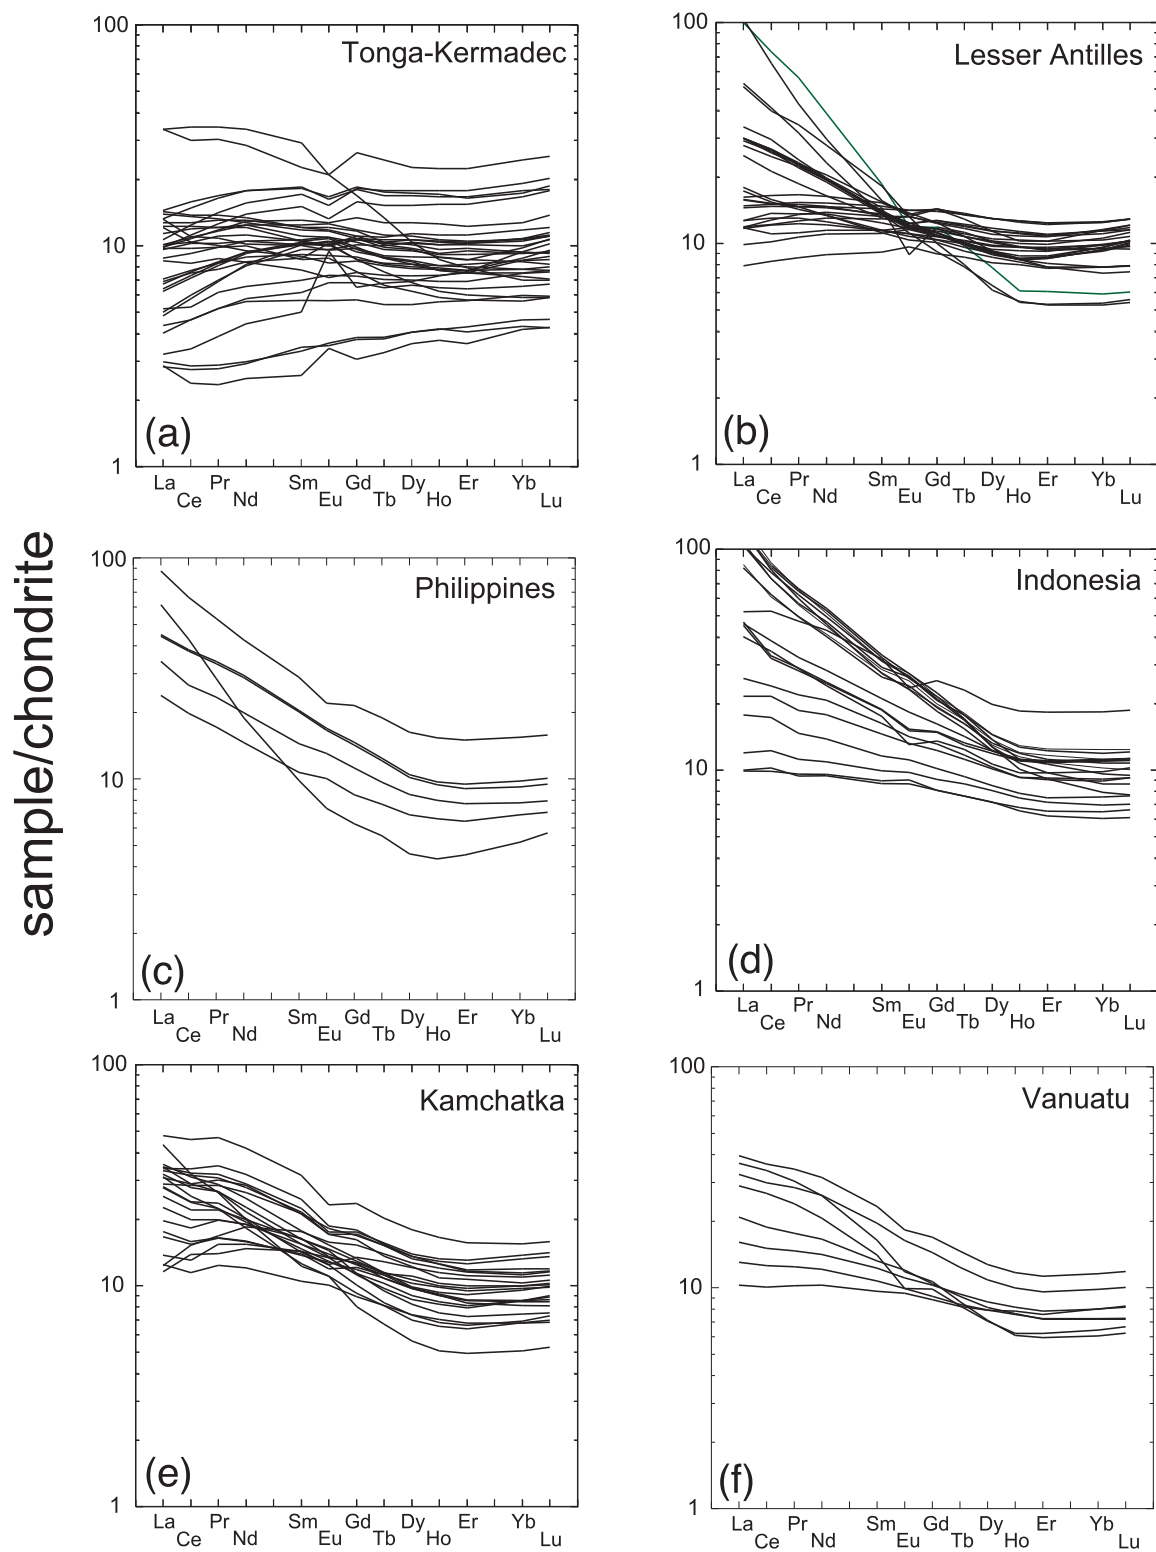 sample/chondrite
100
Tonga-Kermadec
10
(a)
1
La Ce Pr Nd Sm Eu Gd Tb Dy Ho Er Yb Lu
100
Lesser Antilles
10
(b)
1
La Ce Pr Nd Sm Eu Gd Tb Dy Ho Er Yb Lu
100
Philippines
10
(c)
1
La Ce Pr Nd Sm Eu Gd Tb Dy Ho Er Yb Lu
100
Indonesia
10
(d)
1
La Ce Pr Nd Sm Eu Gd Tb Dy Ho Er Yb Lu
100
Kamchatka
10
(e)
1
La Ce Pr Nd Sm Eu Gd Tb Dy Ho Er Yb Lu
100
Vanuatu
10
(f)
1
La Ce Pr Nd Sm Eu Gd Tb Dy Ho Er Yb Lu